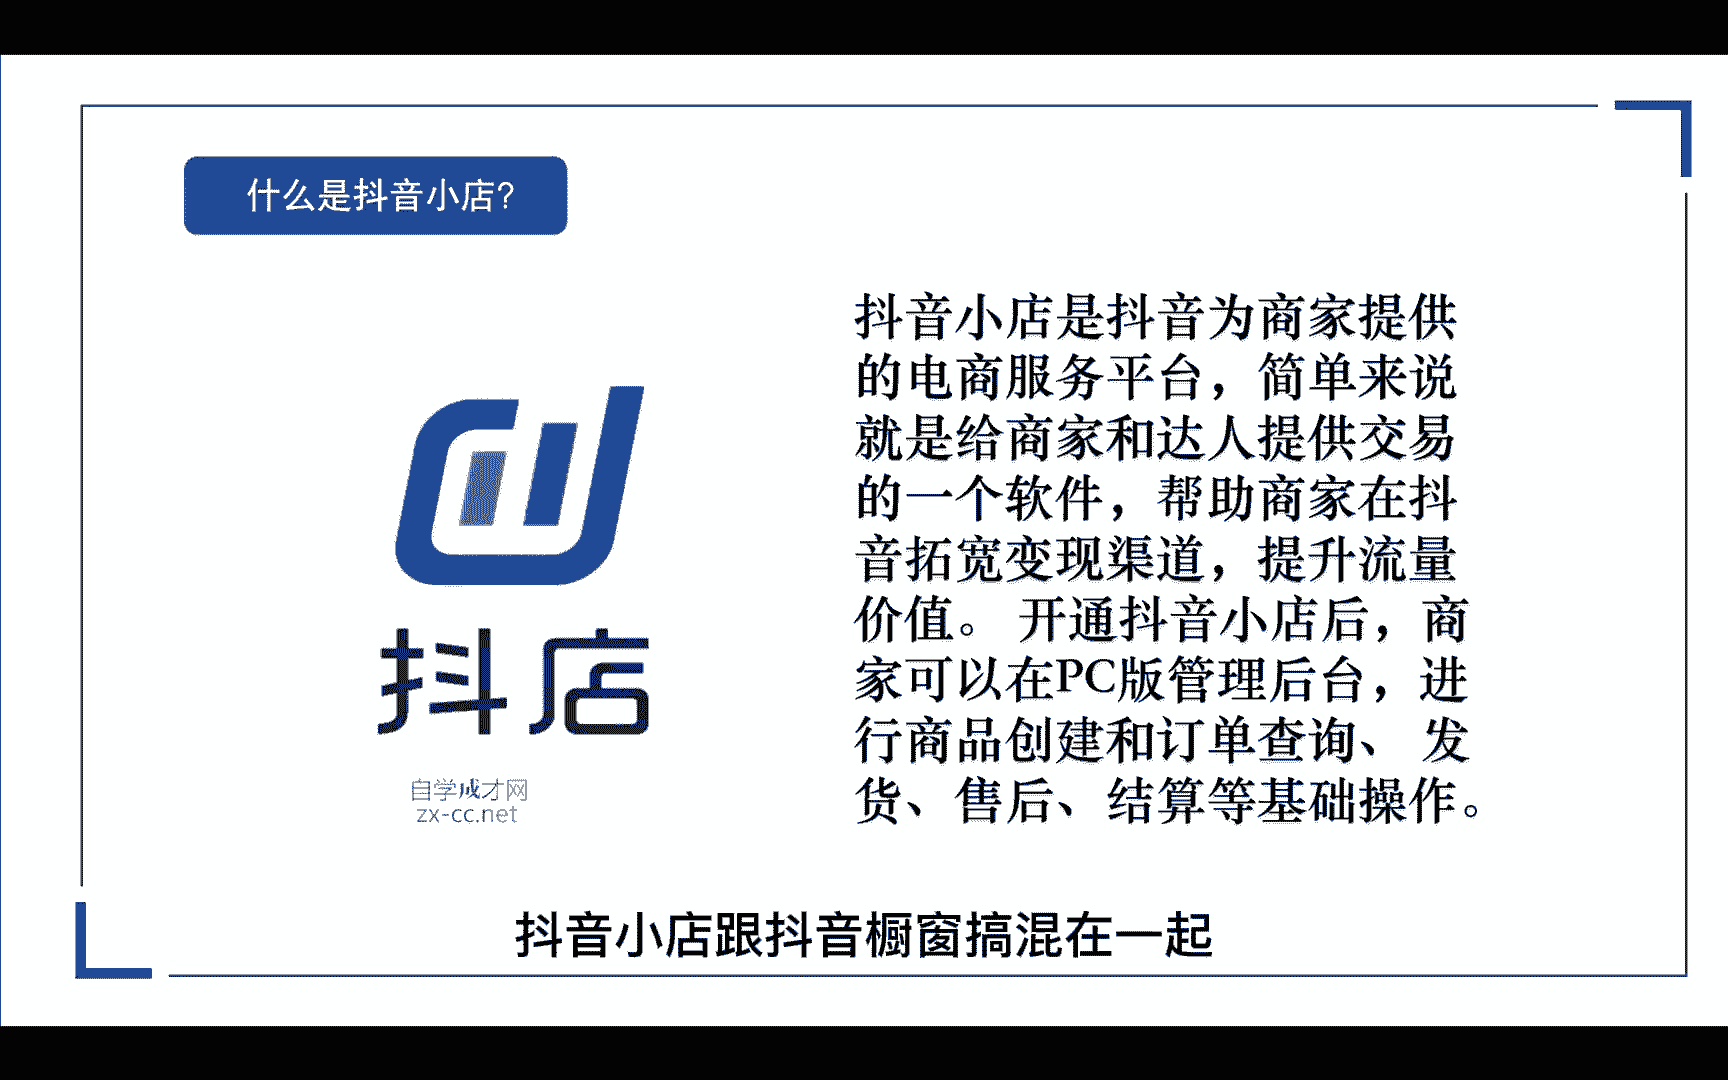 什么是抖音小店?
抖音小店是抖音为商家提供
的电商服务平台，简单来说
就是给商家和达人提供交易
的一个软件，帮助商家在抖
音拓宽变现渠道，提升流量
价值。 开通抖音小店后，商
家可以在PC版管理后台，进
行商品创建和订单查询、 发
货、售后、结算等基础操作。
抖店
自学成才网
zx-cc.net
抖音小店跟抖音橱窗搞混在一起